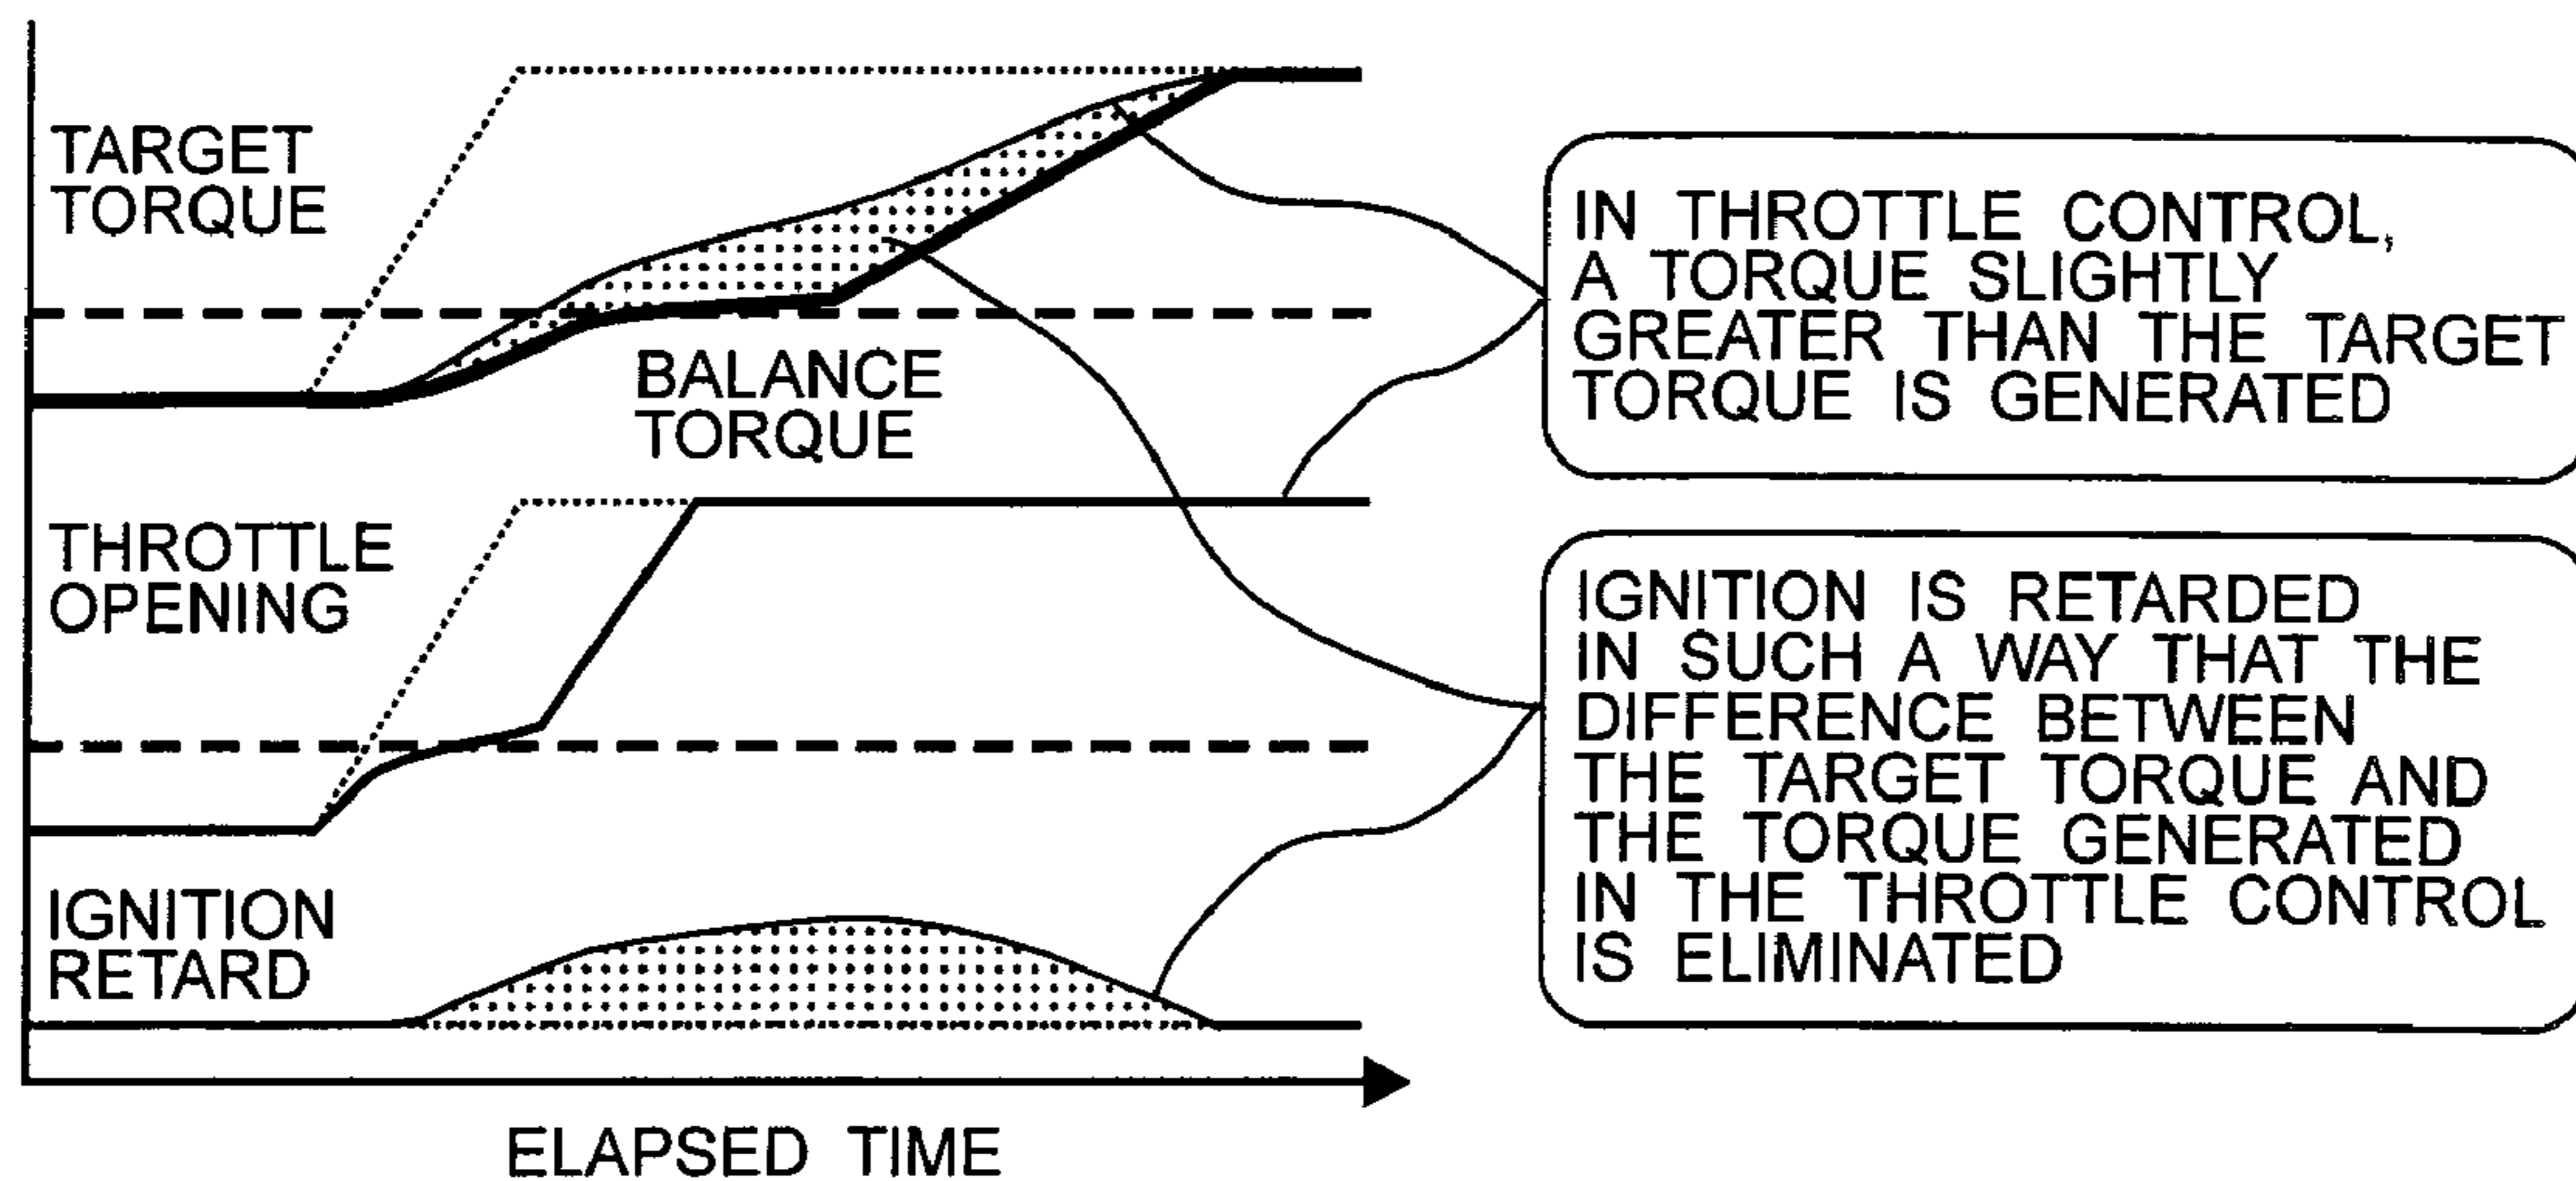 TARGET
TORQUE
BALANCE
TORQUE
THROTTLE
OPENING
IGNITION
RETARD
ELAPSED TIME
IN THROTTLE CONTROL,
A TORQUE SLIGHTLY
GREATER THAN THE TARGET
TORQUE IS GENERATED
IGNITION IS RETARDED
IN SUCH A WAY THAT THE
DIFFERENCE BETWEEN
THE TARGET TORQUE AND
THE TORQUE GENERATED
IN THE THROTTLE CONTROL
IS ELIMINATED